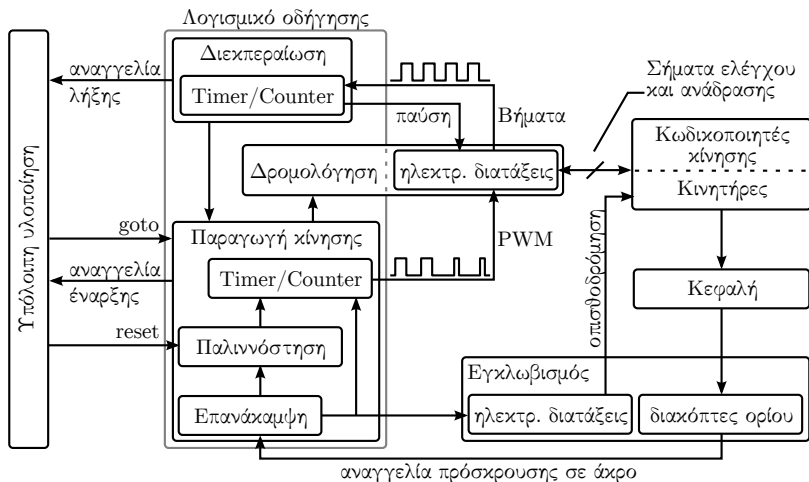 Λογισμικό οδήγησης
Διεκπεραίωση
Timer/Counter
αναγγελία
λήξης
παύση
Βήματα
Σήματα ελέγχου
και ανάδρασης
Υπόλοιπη υλοποίηση
Δρομολόγηση
ηλεκτρ. διατάξεις
Κωδικοποιητές
κίνησης
Κινητήρες
goto
Παραγωγή κίνησης
PWM
αναγγελία
έναρξης
Timer/Counter
οπισθοδρόμηση
Κεφαλή
reset
Παλιννόστηση
Εγκλωβισμός
Επανάκαμψη
ηλεκτρ. διατάξεις
διακόπτες ορίου
αναγγελία πρόσκρουσης σε άκρο